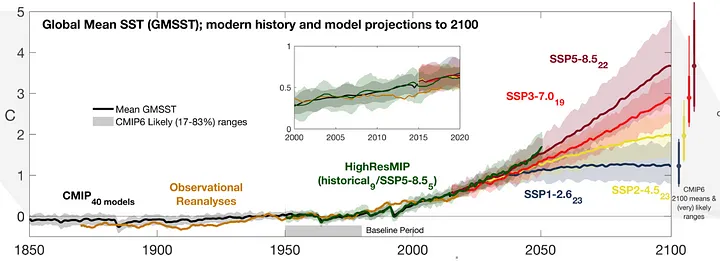 Global Mean SST (GMSST); modern history and model projections to 2100
5
4
3
2
1
0
C
1
0.5
0
2000
2005
2010
2015
2020
Mean GMSST
CMIP6 Likely (17-83%) ranges
SSP5-8.5₂₂
SSP3-7.0₁₉
HighResMIP
(historical₉/SSP5-8.5₅)
Observational
Reanalyses
CMIP₄₀ ₘₒdₑₗₛ
SSP1-2.6₂₃
SSP2-4.5₂₃
CMIP6
2100 means &
(very) likely
ranges
Baseline Period
1850
1900
1950
2000
2050
2100